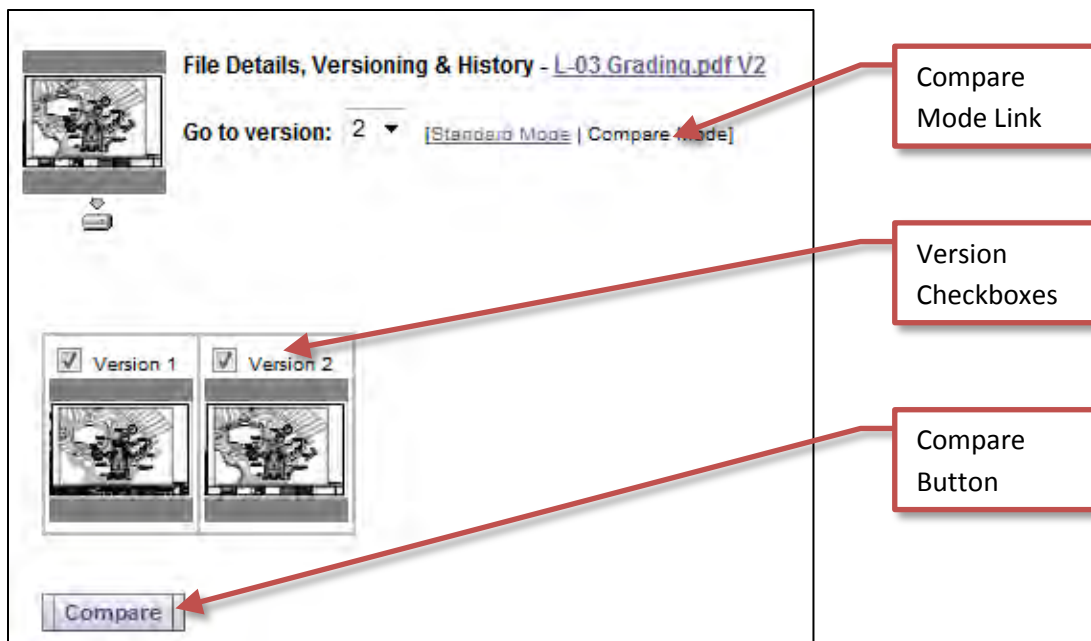 File Details, Versioning & History - L-03 Grading.pdf V2
Go to version: 2 [Standard Mode | Compare Mode]
Compare
Mode Link
Version
Checkboxes
Version 1 Version 2
Compare
Button
Compare